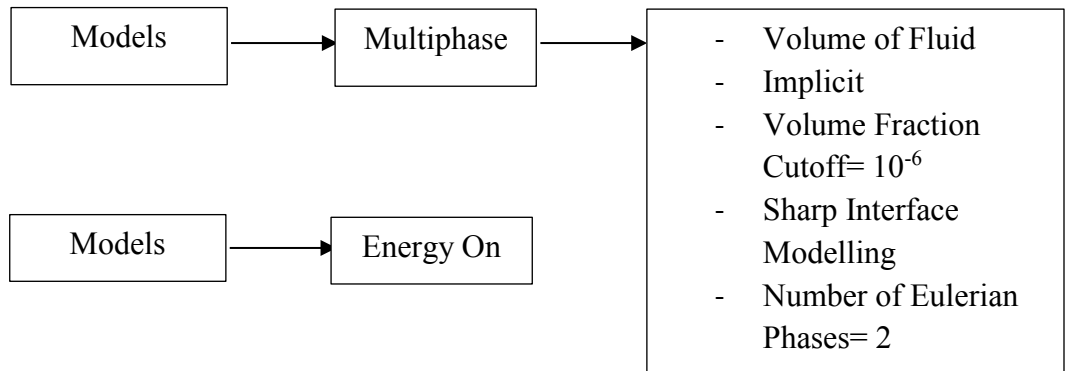 Models
Multiphase
- Volume of Fluid
- Implicit
- Volume Fraction
Cutoff= 10⁻⁶
- Sharp Interface
Modelling
- Number of Eulerian
Phases= 2
Models
Energy On